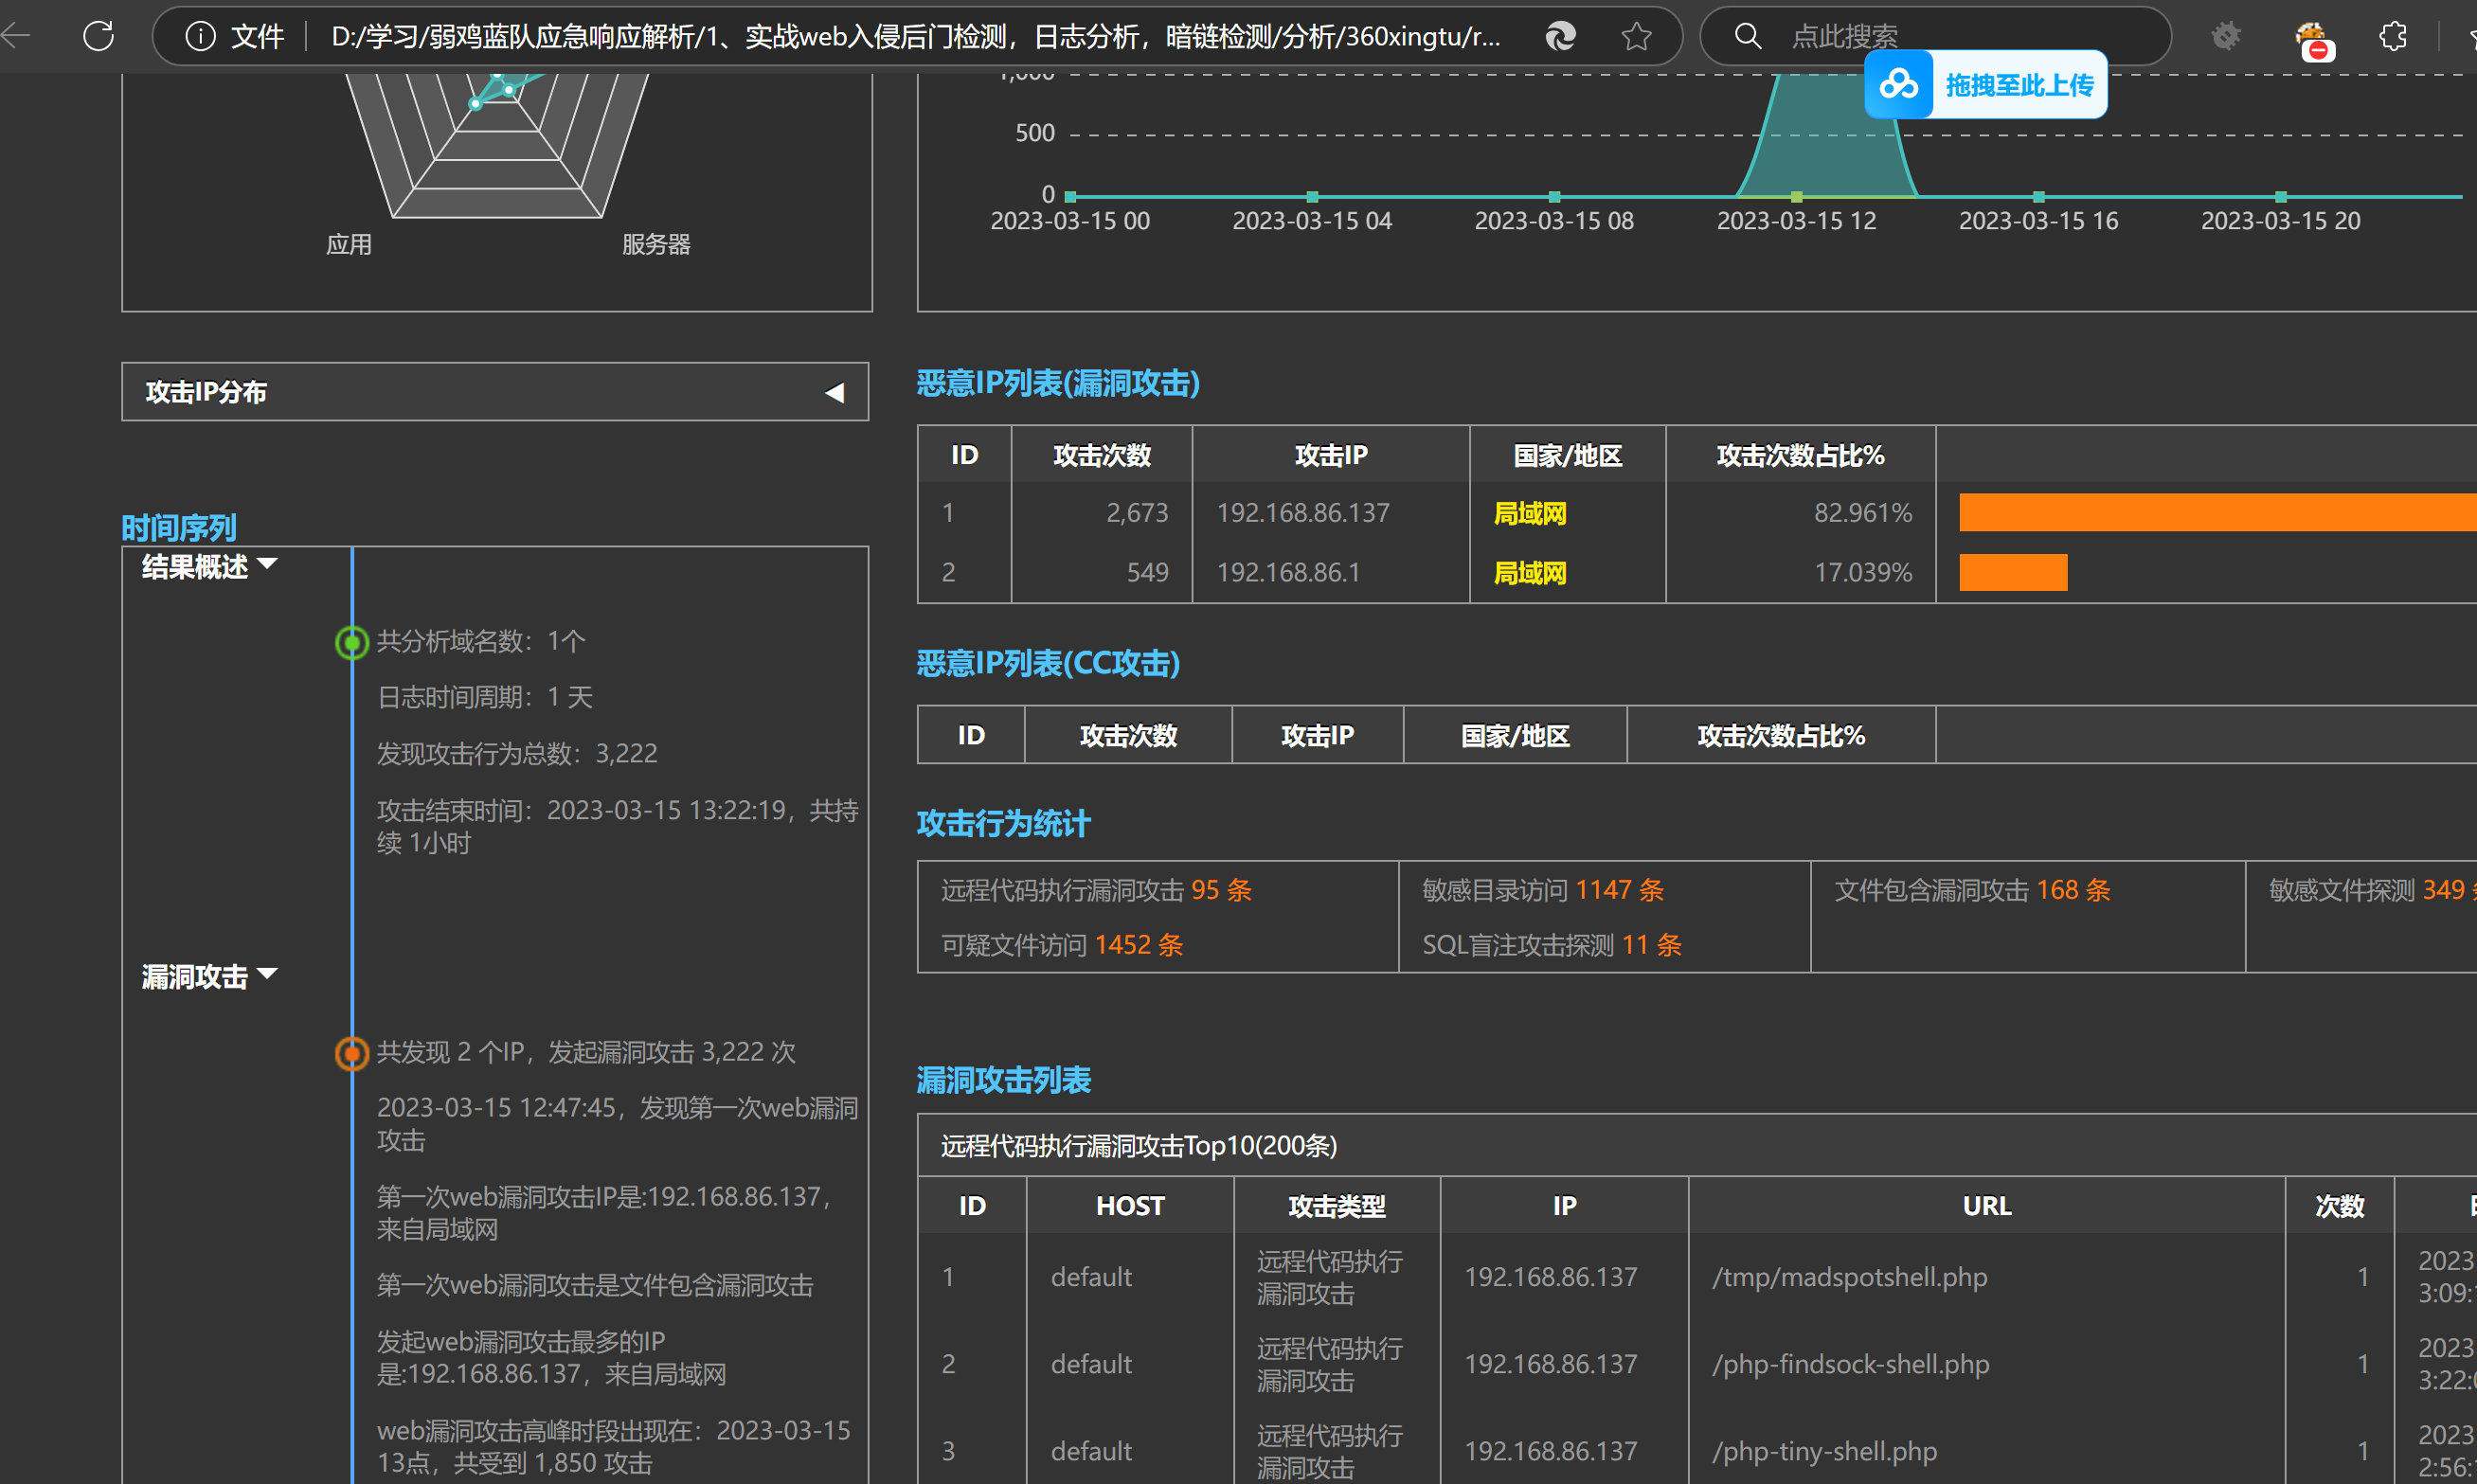 文件
D:/学习/弱鸡蓝队应急响应解析/1、实战web入侵后门检测，日志分析，暗链检测/分析/360xingtu/r...
点此搜索
拖拽至此上传
应用
服务器
1,000
500
0
2023-03-15 00
2023-03-15 04
2023-03-15 08
2023-03-15 12
2023-03-15 16
2023-03-15 20
攻击IP分布
时间序列
结果概述
共分析域名数：1个
日志时间周期：1 天
发现攻击行为总数：3,222
攻击结束时间：2023-03-15 13:22:19，共持
续 1小时
漏洞攻击
共发现 2 个IP，发起漏洞攻击 3,222 次
2023-03-15 12:47:45，发现第一次web漏洞
攻击
第一次web漏洞攻击IP是:192.168.86.137，
来自局域网
第一次web漏洞攻击是文件包含漏洞攻击
发起web漏洞攻击最多的IP
是:192.168.86.137，来自局域网
web漏洞攻击高峰时段出现在：2023-03-15
13点，共受到 1,850 攻击
恶意IP列表(漏洞攻击)
ID 攻击次数 攻击IP 国家/地区 攻击次数占比%
1 2,673 192.168.86.137 局域网 82.961%
2 549 192.168.86.1 局域网 17.039%
恶意IP列表(CC攻击)
ID 攻击次数 攻击IP 国家/地区 攻击次数占比%
攻击行为统计
远程代码执行漏洞攻击 95 条 敏感目录访问 1147 条 文件包含漏洞攻击 168 条 敏感文件探测 349
可疑文件访问 1452 条 SQL盲注攻击探测 11 条
漏洞攻击列表
远程代码执行漏洞攻击Top10(200条)
ID HOST 攻击类型 IP URL 次数
1 default 远程代码执行 192.168.86.137 /tmp/madspotshell.php 1 2023
漏洞攻击 3:09:
2 default 远程代码执行 192.168.86.137 /php-findsock-shell.php 1 2023
漏洞攻击 3:22:
3 default 远程代码执行 192.168.86.137 /php-tiny-shell.php 1 2023
漏洞攻击 2:56: